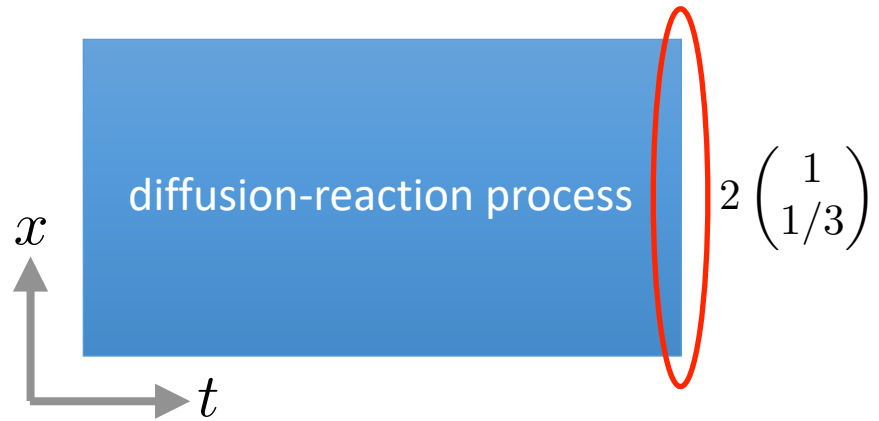 diffusion-reaction process
2 (1
1/3)
x
t